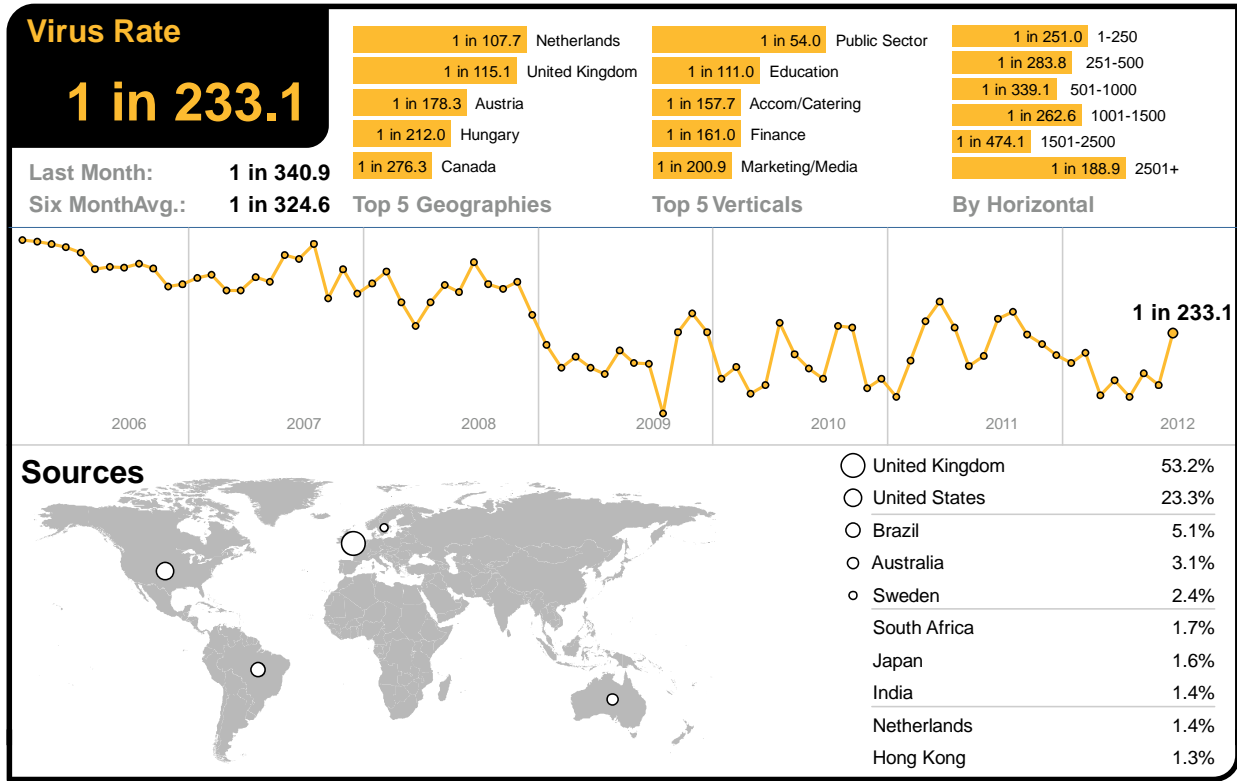 Virus Rate
1 in 233.1
Last Month: 1 in 340.9
Six MonthAvg.: 1 in 324.6
1 in 107.7 Netherlands
1 in 115.1 United Kingdom
1 in 178.3 Austria
1 in 212.0 Hungary
1 in 276.3 Canada
Top 5 Geographies
1 in 54.0 Public Sector
1 in 111.0 Education
1 in 157.7 Accom/Catering
1 in 161.0 Finance
1 in 200.9 Marketing/Media
Top 5 Verticals
1 in 251.0 1-250
1 in 283.8 251-500
1 in 339.1 501-1000
1 in 262.6 1001-1500
1 in 474.1 1501-2500
1 in 188.9 2501+
By Horizontal
1 in 233.1
2006 2007 2008 2009 2010 2011 2012
Sources
United Kingdom 53.2%
United States 23.3%
Brazil 5.1%
Australia 3.1%
Sweden 2.4%
South Africa 1.7%
Japan 1.6%
India 1.4%
Netherlands 1.4%
Hong Kong 1.3%